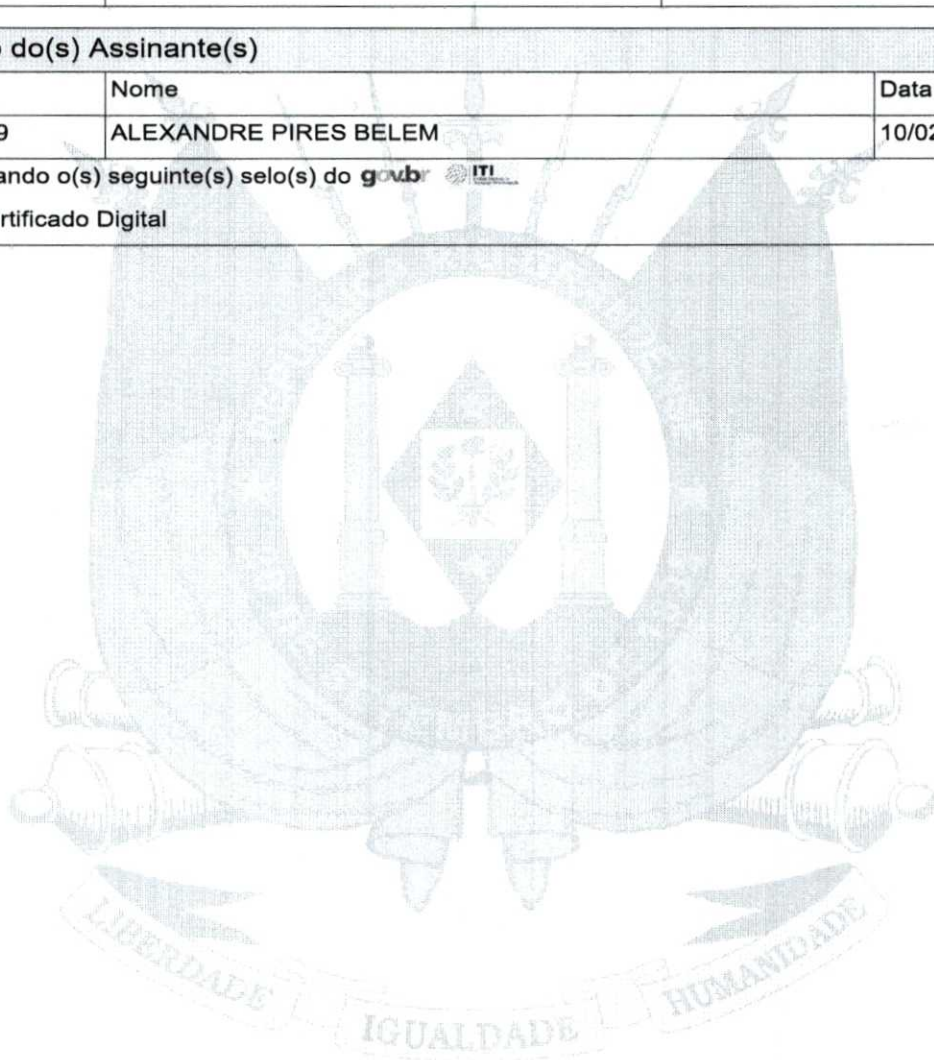 do(s) Assinante(s)
Nome Data
9 ALEXANDRE PIRES BELEM 10/02
ando o(s) seguinte(s) selo(s) do gov.br ITI
rtificado Digital
LIBERDADE
IGUALDADE
HUMANIDADE